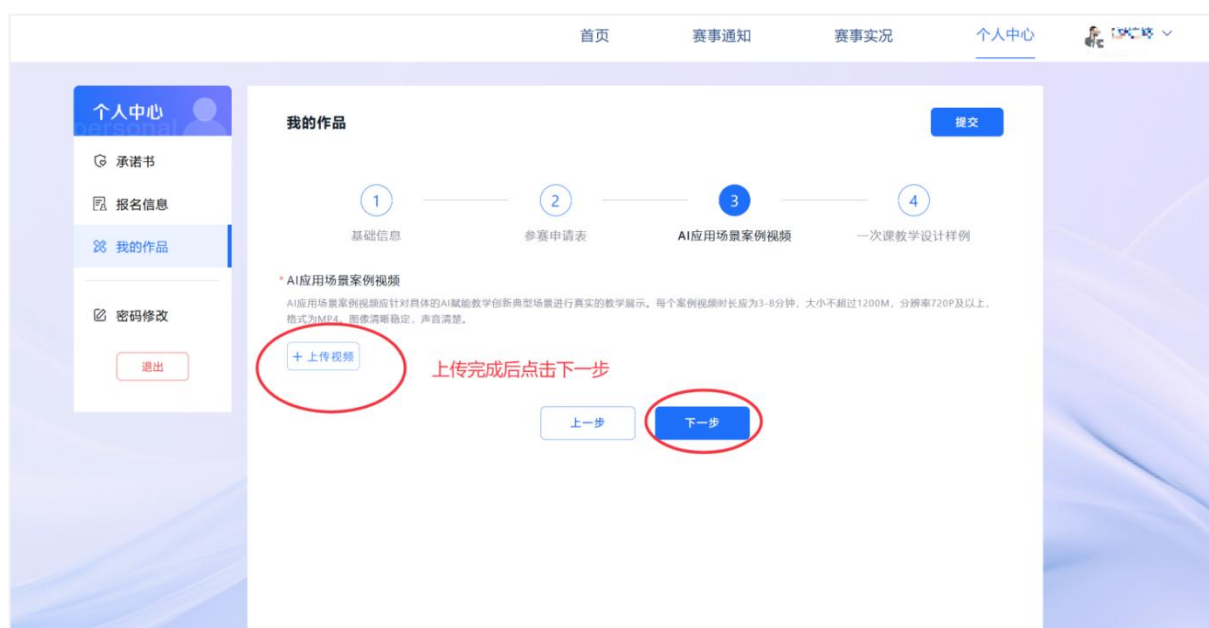 首页 赛事通知 赛事实况 个人中心
个人中心
personal
承诺书
报名信息
我的作品
密码修改
退出
我的作品
提交
1 2 3 4
基础信息 参赛申请表 AI应用场景案例视频 一次课教学设计样例
* AI应用场景案例视频
AI应用场景案例视频应针对具体的AI赋能教学创新典型场景进行真实的教学展示。每个案例视频时长应为3-8分钟，大小不超过1200M，分辨率720P及以上，
格式为MP4。图像清晰稳定，声音清楚。
+ 上传视频
上传完成后点击下一步
上一步 下一步